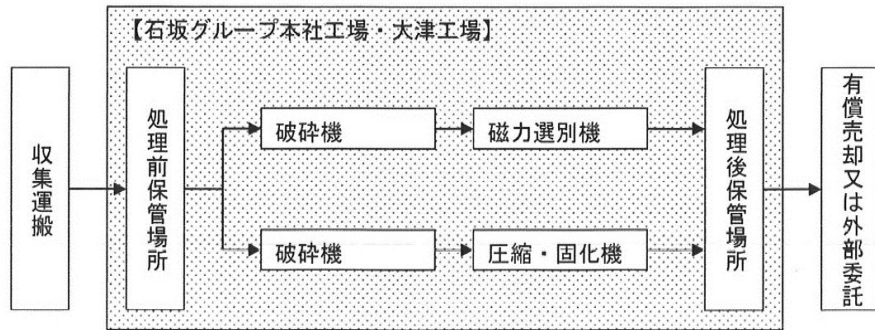 【石坂グループ本社工場・大津工場】
収集運搬
処理前保管場所
破砕機
磁力選別機
破砕機
圧縮・固化機
処理後保管場所
有償売却又は外部委託